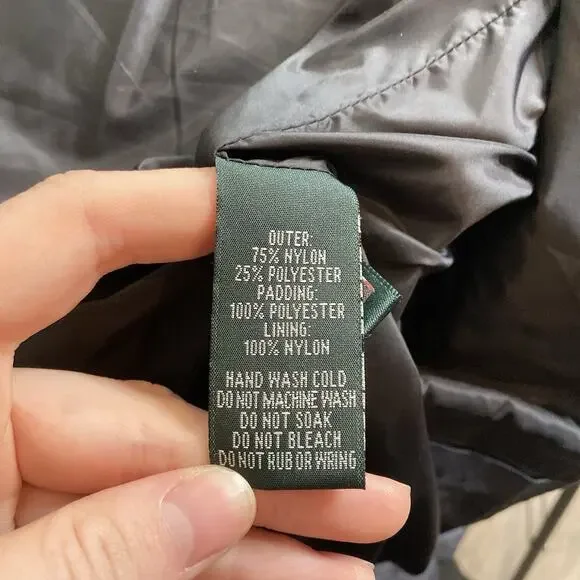 OUTER:
75% NYLON
25% POLYESTER
PADDING:
100% POLYESTER
LINING:
100% NYLON
HAND WASH COLD
DO NOT MACHINE WASH
DO NOT SOAK
DO NOT BLEACH
DO NOT RUB OR WRING